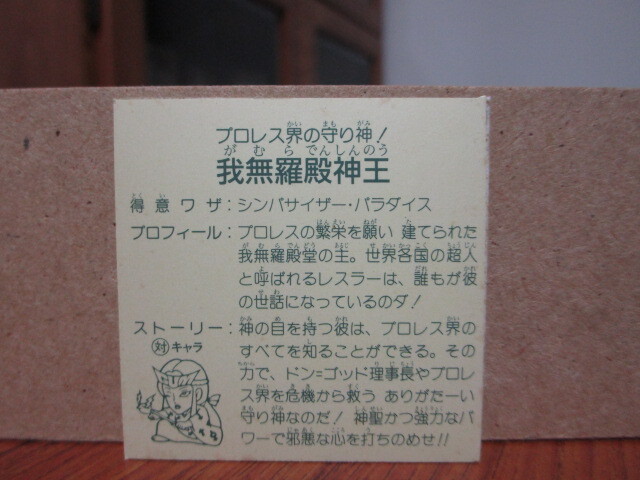 プロレス界の守り神！
我無羅殿神王
得意ワザ：シンパサイザー・パラダイス
プロフィール：プロレスの繁栄を願い 建てられた
我無羅殿堂の主。世界各国の超人
と呼ばれるレスラーは、誰もが彼
の世話になっているのダ！
ストーリー：神の目を持つ彼は、プロレス界の
対 キャラ
すべてを知ることができる。その
力で、ドン=ゴッド理事長やプロレ
ス界を危機から救う ありがたーい
守り神なのだ！ 神聖かつ強力なパ
ワーで邪悪な心を打ちのめせ!!